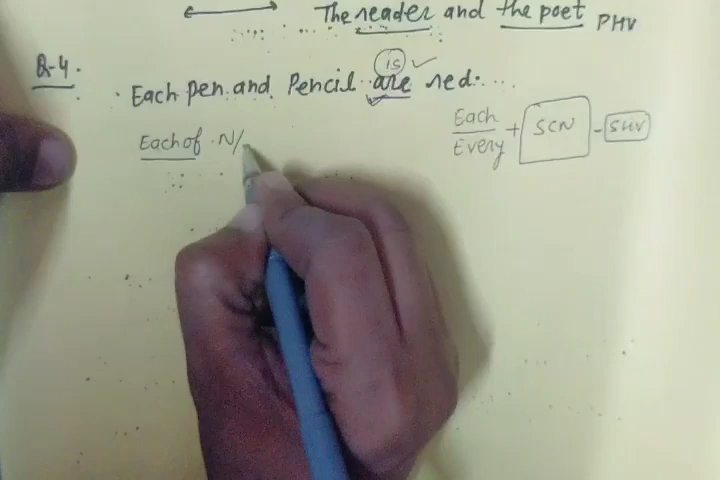 The reader and the poet PHV
Q-4. Each pen and Pencil are red....
is ✓
Each
Every + SCN - SHV
Each of N/